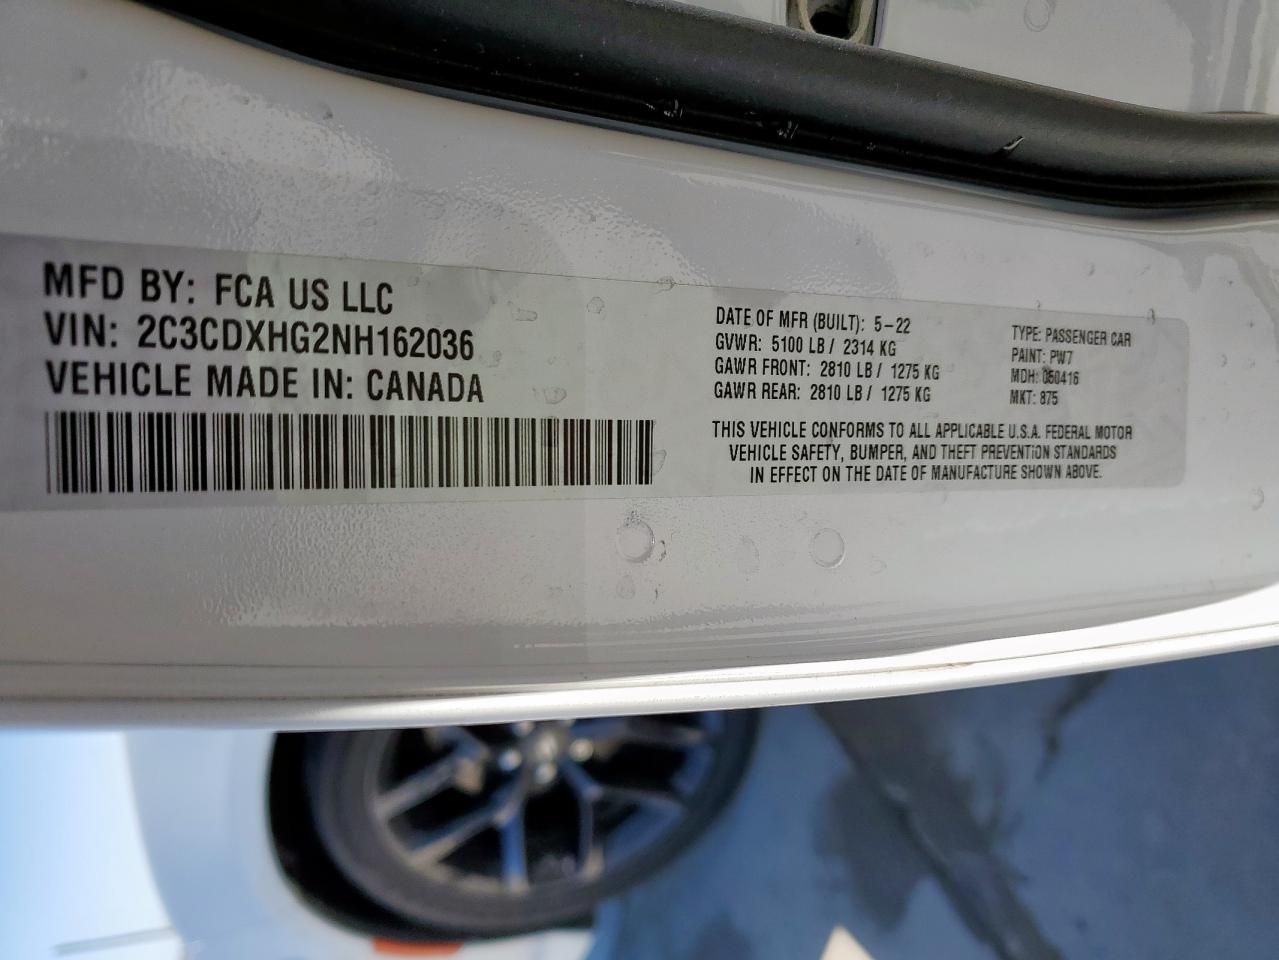 MFD BY: FCA US LLC
VIN: 2C3CDXHG2NH162036
VEHICLE MADE IN: CANADA
DATE OF MFR (BUILT): 5-22
GVWR: 5100 LB / 2314 KG
GAWR FRONT: 2810 LB / 1275 KG
GAWR REAR: 2810 LB / 1275 KG
TYPE: PASSENGER CAR
PAINT: PW7
MDH: 050416
MKT: 875
THIS VEHICLE CONFORMS TO ALL APPLICABLE U.S.A. FEDERAL MOTOR
VEHICLE SAFETY, BUMPER, AND THEFT PREVENTION STANDARDS
IN EFFECT ON THE DATE OF MANUFACTURE SHOWN ABOVE.